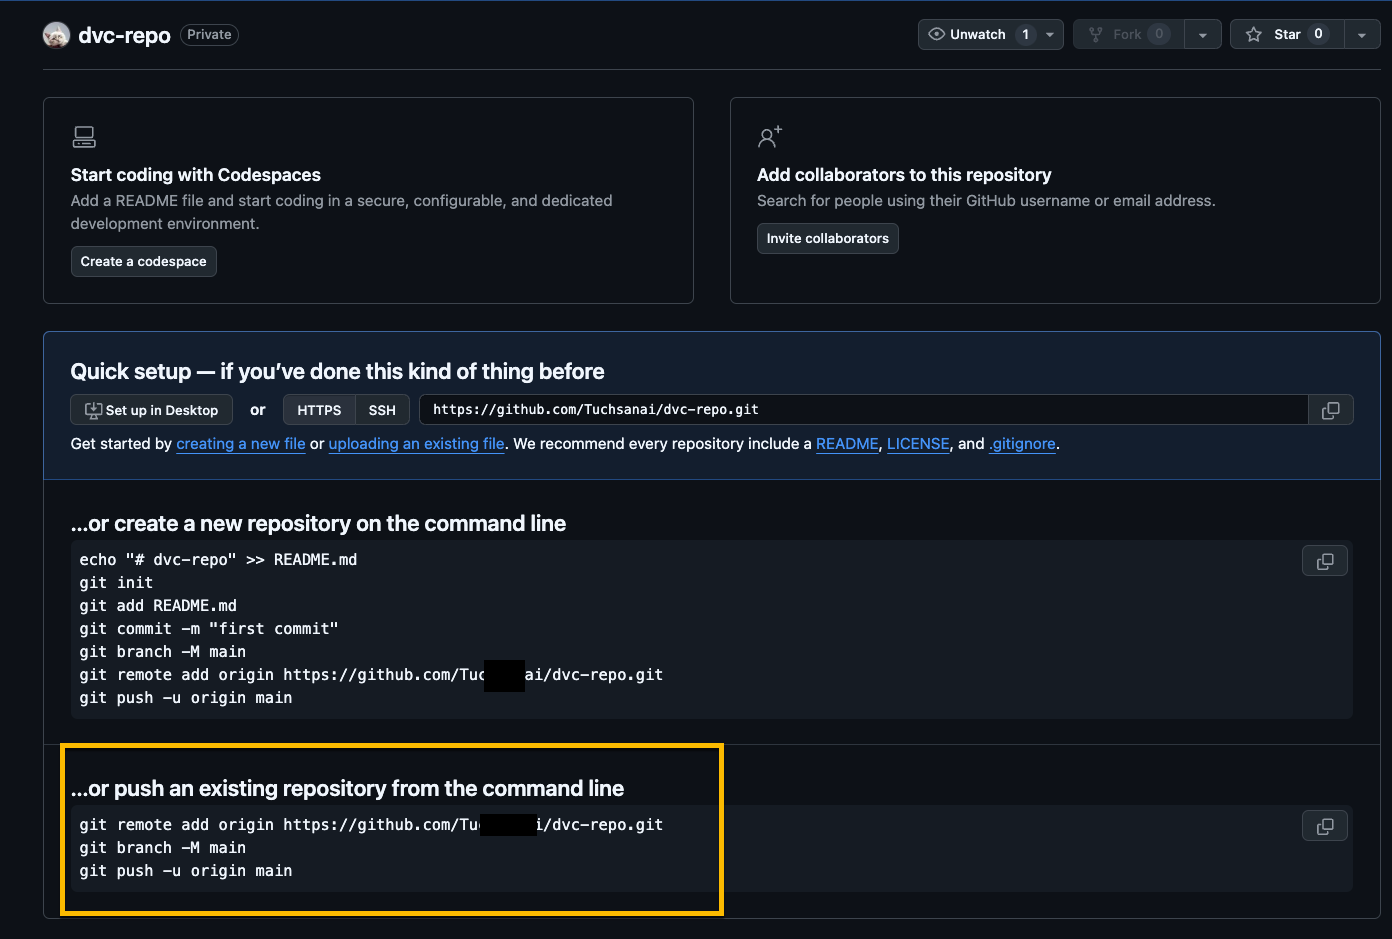 dvc-repo Private
Unwatch 1 Fork 0 Star 0
Start coding with Codespaces
Add a README file and start coding in a secure, configurable, and dedicated
development environment.
Create a codespace
Add collaborators to this repository
Search for people using their GitHub username or email address.
Invite collaborators
Quick setup — if you’ve done this kind of thing before
Set up in Desktop or HTTPS SSH https://github.com/Tuchsanai/dvc-repo.git
Get started by creating a new file or uploading an existing file. We recommend every repository include a README, LICENSE, and .gitignore.
...or create a new repository on the command line
echo "# dvc-repo" >> README.md
git init
git add README.md
git commit -m "first commit"
git branch -M main
git remote add origin https://github.com/Tuc ai/dvc-repo.git
git push -u origin main
...or push an existing repository from the command line
git remote add origin https://github.com/Tu i/dvc-repo.git
git branch -M main
git push -u origin main